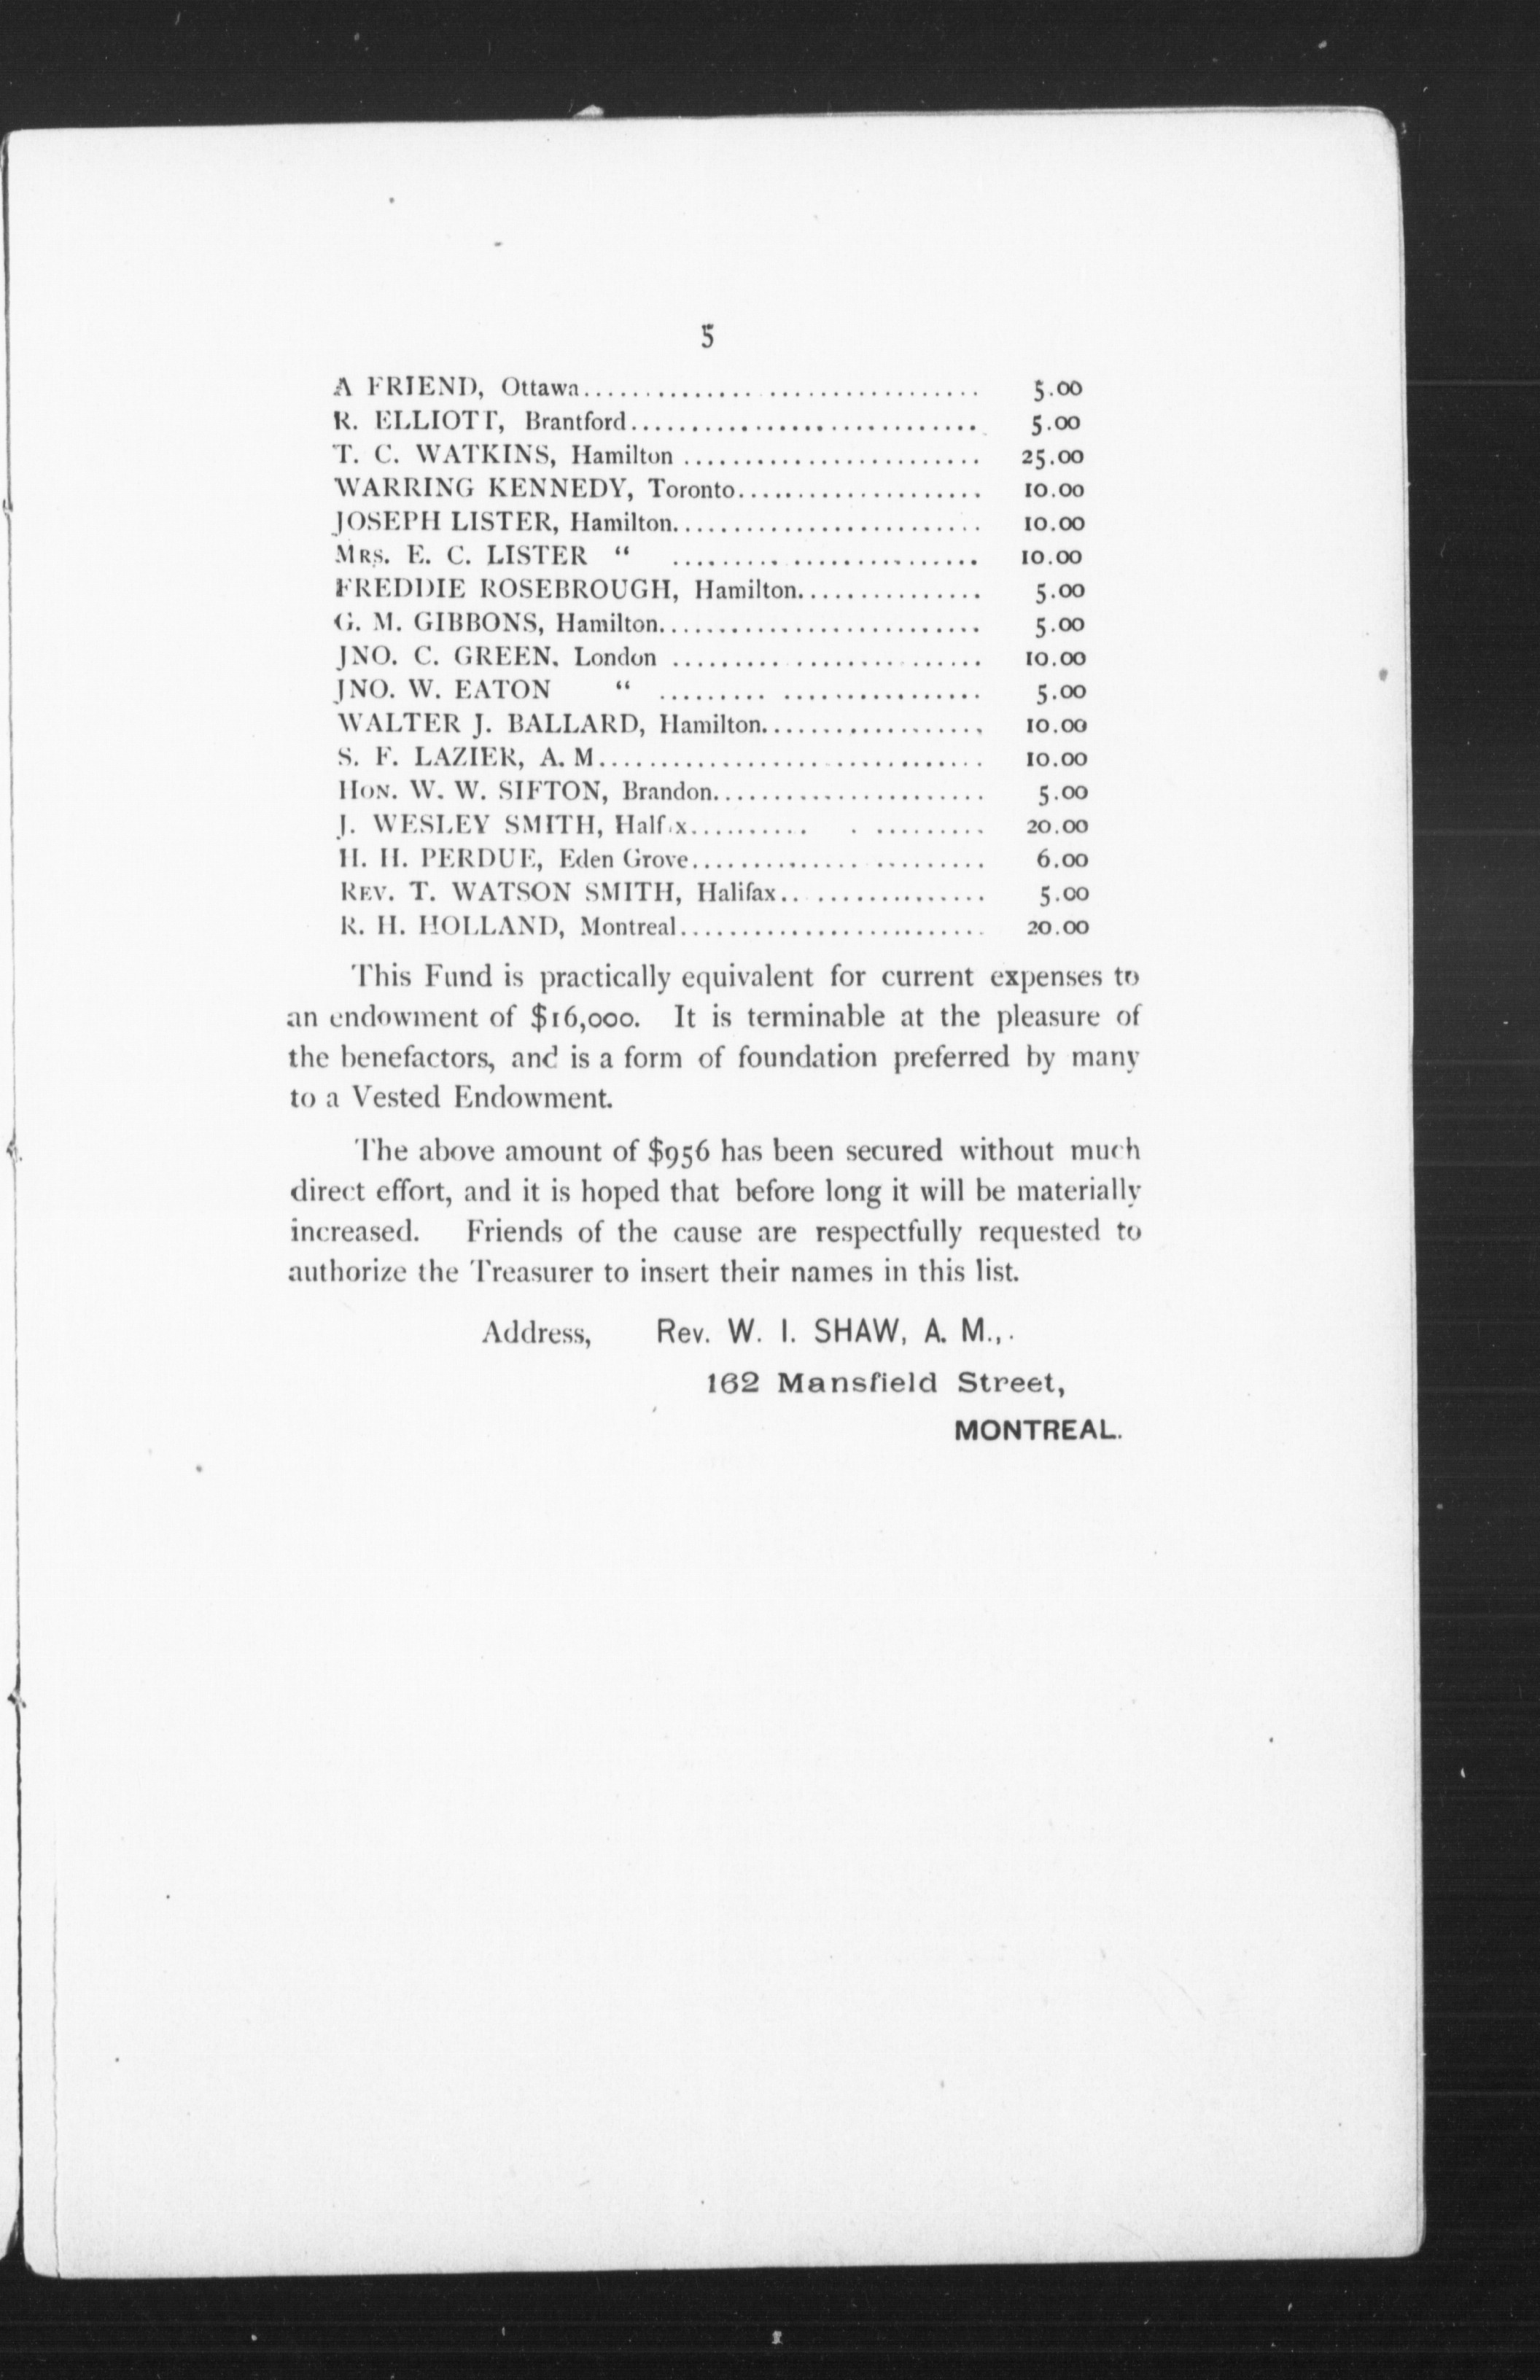 5
A FRIEND, Ottawa................................. 5.00
R. ELLIOTT, Brantford............................. 5.00
T. C. WATKINS, Hamilton ......................... 25.00
WARRING KENNEDY, Toronto.................... 10.00
JOSEPH LISTER, Hamilton.......................... 10.00
MRS. E. C. LISTER “ ......................... 10.00
FREDDIE ROSEBROUGH, Hamilton............... 5.00
G. M. GIBBONS, Hamilton........................... 5.00
JNO. C. GREEN, London .......................... 10.00
JNO. W. EATON “ .......................... 5.00
WALTER J. BALLARD, Hamilton................... 10.00
S. F. LAZIER, A. M................................ 10.00
HON. W. W. SIFTON, Brandon....................... 5.00
J. WESLEY SMITH, Half.x.......... . ......... 20.00
H. H. PERDUE, Eden Grove....................... 6.00
REV. T. WATSON SMITH, Halifax.. .............. 5.00
R. H. HOLLAND, Montreal.......................... 20.00
This Fund is practically equivalent for current expenses to
an endowment of $16,000. It is terminable at the pleasure of
the benefactors, and is a form of foundation preferred by many
to a Vested Endowment.
The above amount of $956 has been secured without much
direct effort, and it is hoped that before long it will be materially
increased. Friends of the cause are respectfully requested to
authorize the Treasurer to insert their names in this list.
Address, Rev. W. I. SHAW, A. M.,.
162 Mansfield Street,
MONTREAL.